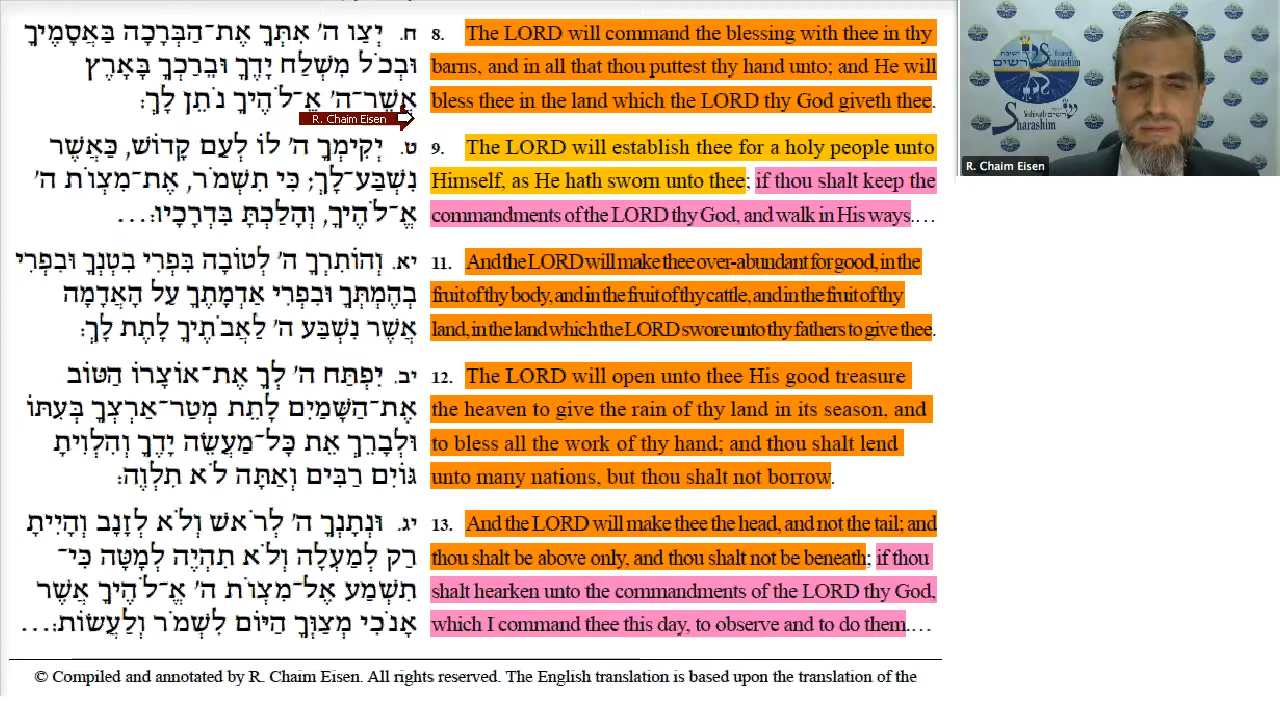 ח. יְצַו ה' אִתְּךָ אֶת־הַבְּרָכָה בַּאֲסָמֶיךָ
וּבְכֹל מִשְׁלַח יָדֶךָ וּבֵרַכְךָ בָּאָרֶץ
אֲשֶׁר־ה' אֱ־לֹהֶיךָ נֹתֵן לָךְ:
8. The LORD will command the blessing with thee in thy
barns, and in all that thou puttest thy hand unto; and He will
bless thee in the land which the LORD thy God giveth thee.
R. Chaim Eisen
ט. יְקִימְךָ ה' לוֹ לְעַם קָדוֹשׁ, כַּאֲשֶׁר
נִשְׁבַּע־לָךְ; כִּי תִשְׁמֹר, אֶת־מִצְוֹת ה'
אֱ־לֹהֶיךָ, וְהָלַכְתָּ בִּדְרָכָיו:...
9. The LORD will establish thee for a holy people unto
Himself, as He hath sworn unto thee; if thou shalt keep the
commandments of the LORD thy God, and walk in His ways....
יא. וְהוֹתִרְךָ ה' לְטוֹבָה בִּפְרִי בִטְנְךָ וּבִפְרִי
בְהֶמְתְּךָ וּבִפְרִי אַדְמָתֶךָ עַל הָאֲדָמָה
אֲשֶׁר נִשְׁבַּע ה' לַאֲבֹתֶיךָ לָתֶת לָךְ:
11. And the LORD will make thee over-abundant for good, in the
fruit of thy body, and in the fruit of thy cattle, and in the fruit of thy
land, in the land which the LORD swore unto thy fathers to give thee.
יב. יִפְתַּח ה' לְךָ אֶת־אוֹצָרוֹ הַטּוֹב
אֶת־הַשָּׁמַיִם לָתֵת מְטַר־אַרְצְךָ בְּעִתּוֹ
וּלְבָרֵךְ אֵת כָּל־מַעֲשֵׂה יָדֶךָ וְהִלְוִיתָ
גּוֹיִם רַבִּים וְאַתָּה לֹא תִלְוֶה:
12. The LORD will open unto thee His good treasure
the heaven to give the rain of thy land in its season, and
to bless all the work of thy hand; and thou shalt lend
unto many nations, but thou shalt not borrow.
יג. וּנְתָנְךָ ה' לְרֹאשׁ וְלֹא לְזָנָב וְהָיִיתָ
רַק לְמַעְלָה וְלֹא תִהְיֶה לְמָטָּה כִּי־
תִשְׁמַע אֶל־מִצְוֹת ה' אֱ־לֹהֶיךָ אֲשֶׁר
אָנֹכִי מְצַוְּךָ הַיּוֹם לִשְׁמֹר וְלַעֲשׂוֹת:...
13. And the LORD will make thee the head, and not the tail; and
thou shalt be above only, and thou shalt not be beneath; if thou
shalt hearken unto the commandments of the LORD thy God,
which I command thee this day, to observe and to do them....
© Compiled and annotated by R. Chaim Eisen. All rights reserved. The English translation is based upon the translation of the
ישיבת
שרשים
Yeshivath
Sharashim
R. Chaim Eisen